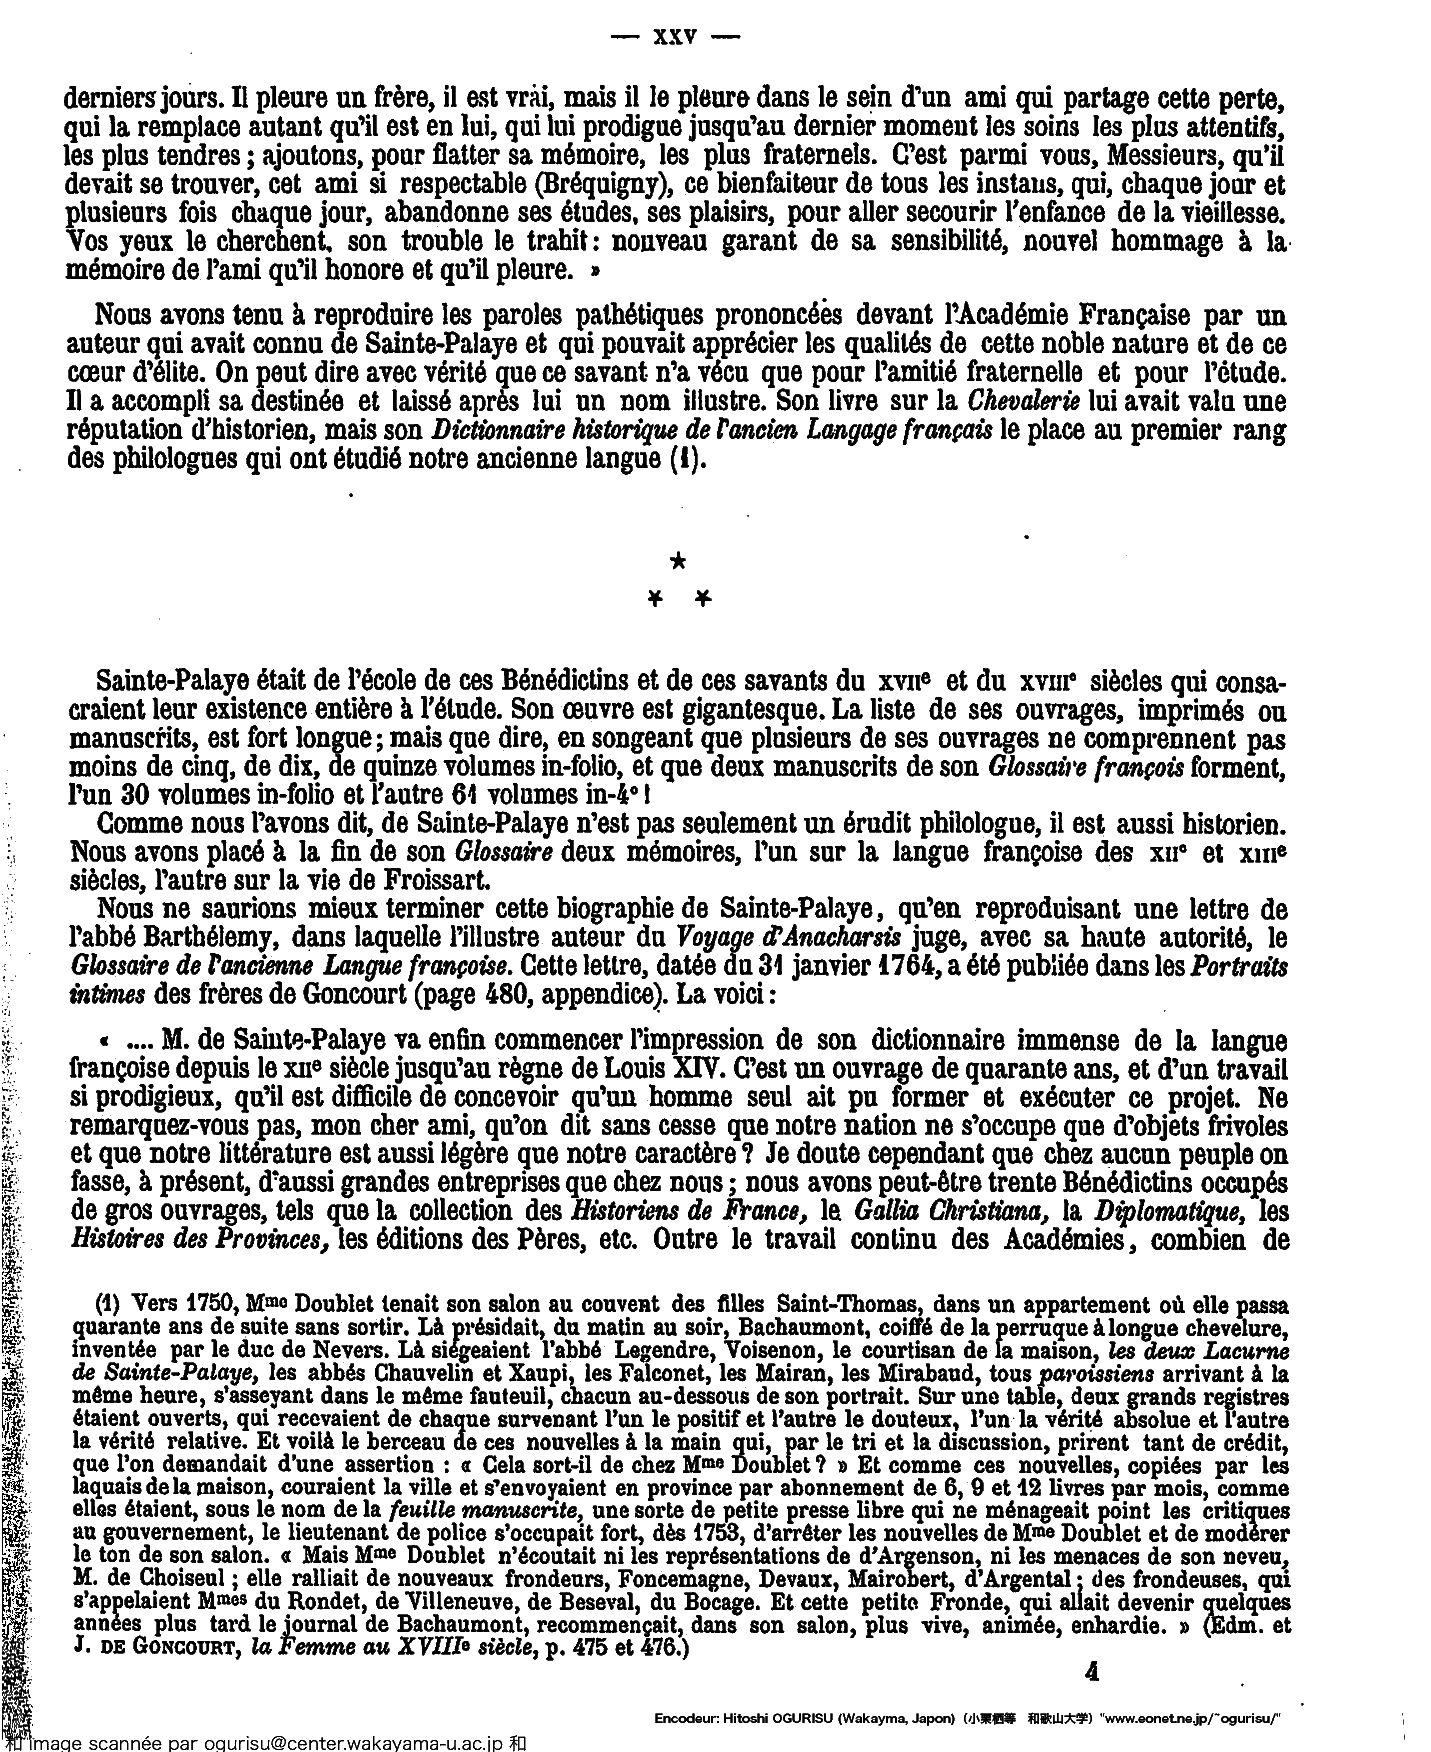 — XXV —
derniers jours. Il pleure un frère, il est vrai, mais il le pleure dans le sein d'un ami qui partage cette perte,
qui la remplace autant qu'il est en lui, qui lui prodigue jusqu'au dernier moment les soins les plus attentifs,
les plus tendres ; ajoutons, pour flatter sa mémoire, les plus fraternels. C'est parmi vous, Messieurs, qu'il
devait se trouver, cet ami si respectable (Bréquigny), ce bienfaiteur de tous les instans, qui, chaque jour et
plusieurs fois chaque jour, abandonne ses études, ses plaisirs, pour aller secourir l'enfance de la vieillesse.
Vos yeux le cherchent, son trouble le trahit : nouveau garant de sa sensibilité, nouvel hommage à la
mémoire de l'ami qu'il honore et qu'il pleure. »
Nous avons tenu à reproduire les paroles pathétiques prononcées devant l'Académie Française par un
auteur qui avait connu de Sainte-Palaye et qui pouvait apprécier les qualités de cette noble nature et de ce
cœur d'élite. On peut dire avec vérité que ce savant n'a vécu que pour l'amitié fraternelle et pour l'étude.
Il a accompli sa destinée et laissé après lui un nom illustre. Son livre sur la Chevalerie lui avait valu une
réputation d'historien, mais son Dictionnaire historique de l'ancien Langage français le place au premier rang
des philologues qui ont étudié notre ancienne langue (1).
★
★ ★
Sainte-Palaye était de l'école de ces Bénédictins et de ces savants du XVIIe et du XVIIIe siècles qui consa-
craient leur existence entière à l'étude. Son œuvre est gigantesque. La liste de ses ouvrages, imprimés ou
manuscrits, est fort longue ; mais que dire, en songeant que plusieurs de ses ouvrages ne comprennent pas
moins de cinq, de dix, de quinze volumes in-folio, et que deux manuscrits de son Glossaire françois forment,
l'un 30 volumes in-folio et l'autre 61 volumes in-4° !
Comme nous l'avons dit, de Sainte-Palaye n'est pas seulement un érudit philologue, il est aussi historien.
Nous avons placé à la fin de son Glossaire deux mémoires, l'un sur la langue françoise des XIIe et XIIIe
siècles, l'autre sur la vie de Froissart.
Nous ne saurions mieux terminer cette biographie de Sainte-Palaye, qu'en reproduisant une lettre de
l'abbé Barthélemy, dans laquelle l'illustre auteur du Voyage d'Anacharsis juge, avec sa haute autorité, le
Glossaire de l'ancienne Langue françoise. Cette lettre, datée du 31 janvier 1764, a été publiée dans les Portraits
intimes des frères de Goncourt (page 480, appendice). La voici :
« .... M. de Sainte-Palaye va enfin commencer l'impression de son dictionnaire immense de la langue
françoise depuis le XIIe siècle jusqu'au règne de Louis XIV. C'est un ouvrage de quarante ans, et d'un travail
si prodigieux, qu'il est difficile de concevoir qu'un homme seul ait pu former et exécuter ce projet. Ne
remarquez-vous pas, mon cher ami, qu'on dit sans cesse que notre nation ne s'occupe que d'objets frivoles
et que notre littérature est aussi légère que notre caractère ? Je doute cependant que chez aucun peuple on
fasse, à présent, d'aussi grandes entreprises que chez nous ; nous avons peut-être trente Bénédictins occupés
de gros ouvrages, tels que la collection des Historiens de France, le Gallia Christiana, la Diplomatique, les
Histoires des Provinces, les éditions des Pères, etc. Outre le travail continu des Académies, combien de
(1) Vers 1750, Mme Doublet tenait son salon au couvent des filles Saint-Thomas, dans un appartement où elle passa
quarante ans de suite sans sortir. Là présidait, du matin au soir, Bachaumont, coiffé de la perruque à longue chevelure,
inventée par le duc de Nevers. Là siégeaient l'abbé Legendre, Voisenon, le courtisan de la maison, les deux Lacurne
de Sainte-Palaye, les abbés Chauvelin et Xaupi, les Falconet, les Mairan, les Mirabaud, tous paroissiens arrivant à la
même heure, s'asseyant dans le même fauteuil, chacun au-dessous de son portrait. Sur une table, deux grands registres
étaient ouverts, qui recevaient de chaque survenant l'un le positif et l'autre le douteux, l'un la vérité absolue et l'autre
la vérité relative. Et voilà le berceau de ces nouvelles à la main qui, par le tri et la discussion, prirent tant de crédit,
que l'on demandait d'une assertion : « Cela sort-il de chez Mme Doublet ? » Et comme ces nouvelles, copiées par les
laquais de la maison, couraient la ville et s'envoyaient en province par abonnement de 6, 9 et 12 livres par mois, comme
elles étaient, sous le nom de la feuille manuscrite, une sorte de petite presse libre qui ne ménageait point les critiques
au gouvernement, le lieutenant de police s'occupait fort, dès 1753, d'arrêter les nouvelles de Mme Doublet et de modérer
le ton de son salon. « Mais Mme Doublet n'écoutait ni les représentations de d'Argenson, ni les menaces de son neveu,
M. de Choiseul ; elle ralliait de nouveaux frondeurs, Foncemagne, Devaux, Mairobert, d'Argental ; des frondeuses, qui
s'appelaient Mmes du Rondet, de Villeneuve, de Beseval, du Bocage. Et cette petite Fronde, qui allait devenir quelques
années plus tard le journal de Bachaumont, recommençait, dans son salon, plus vive, animée, enhardie. » (Edm. et
J. DE GONCOURT, la Femme au XVIIIe siècle, p. 475 et 476.)
4
Encodeur: Hitoshi OGURISU (Wakayma, Japon) (小栗栖等 和歌山大学) "www.eonet.ne.jp/~ogurisu/"
和 Image scannée par ogurisu@center.wakayama-u.ac.jp 和